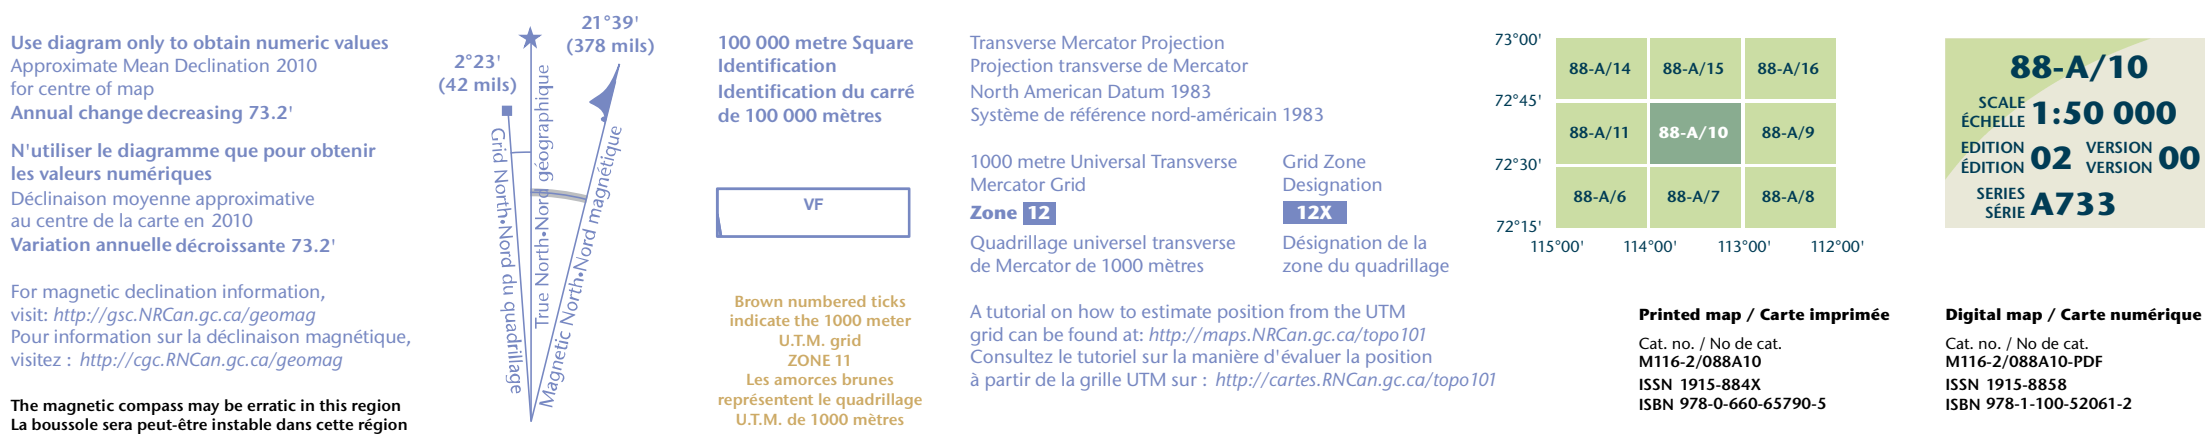 Use diagram only to obtain numeric values
Approximate Mean Declination 2010
for centre of map
Annual change decreasing 73.2'
N'utiliser le diagramme que pour obtenir
les valeurs numériques
Déclinaison moyenne approximative
au centre de la carte en 2010
Variation annuelle décroissante 73.2'
For magnetic declination information,
visit: http://gsc.NRCan.gc.ca/geomag
Pour information sur la déclinaison magnétique,
visitez : http://cgc.RNCan.gc.ca/geomag
The magnetic compass may be erratic in this region
La boussole sera peut-être instable dans cette région
2°23'
(42 mils)
21°39'
(378 mils)
Grid North•Nord du quadrillage
True North•Nord géographique
Magnetic North•Nord magnétique
100 000 metre Square
Identification
Identification du carré
de 100 000 mètres
VF
Brown numbered ticks
indicate the 1000 meter
U.T.M. grid
ZONE 11
Les amorces brunes
représentent le quadrillage
U.T.M. de 1000 mètres
Transverse Mercator Projection
Projection transverse de Mercator
North American Datum 1983
Système de référence nord-américain 1983
1000 metre Universal Transverse
Mercator Grid
Zone 12
Quadrillage universel transverse
de Mercator de 1000 mètres
Grid Zone
Designation
12X
Désignation de la
zone du quadrillage
A tutorial on how to estimate position from the UTM
grid can be found at: http://maps.NRCan.gc.ca/topo101
Consultez le tutoriel sur la manière d'évaluer la position
à partir de la grille UTM sur : http://cartes.RNCan.gc.ca/topo101
73°00'
88-A/14 88-A/15 88-A/16
72°45'
88-A/11 88-A/10 88-A/9
72°30'
88-A/6 88-A/7 88-A/8
72°15'
115°00' 114°00' 113°00' 112°00'
88-A/10
SCALE
ÉCHELLE 1:50 000
EDITION
ÉDITION 02
VERSION
VERSION 00
SERIES
SÉRIE A733
Printed map / Carte imprimée
Cat. no. / No de cat.
M116-2/088A10
ISSN 1915-884X
ISBN 978-0-660-65790-5
Digital map / Carte numérique
Cat. no. / No de cat.
M116-2/088A10-PDF
ISSN 1915-8858
ISBN 978-1-100-52061-2